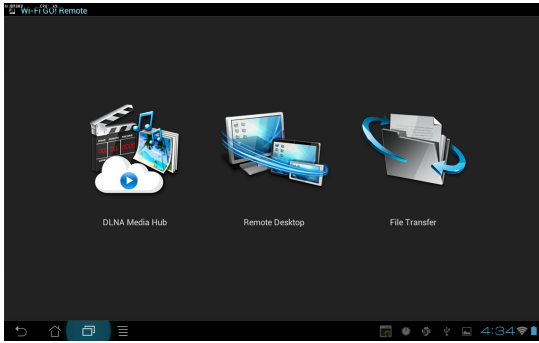 Wi-Fi GO! Remote
DLNA Media Hub
Remote Desktop
File Transfer
4:34